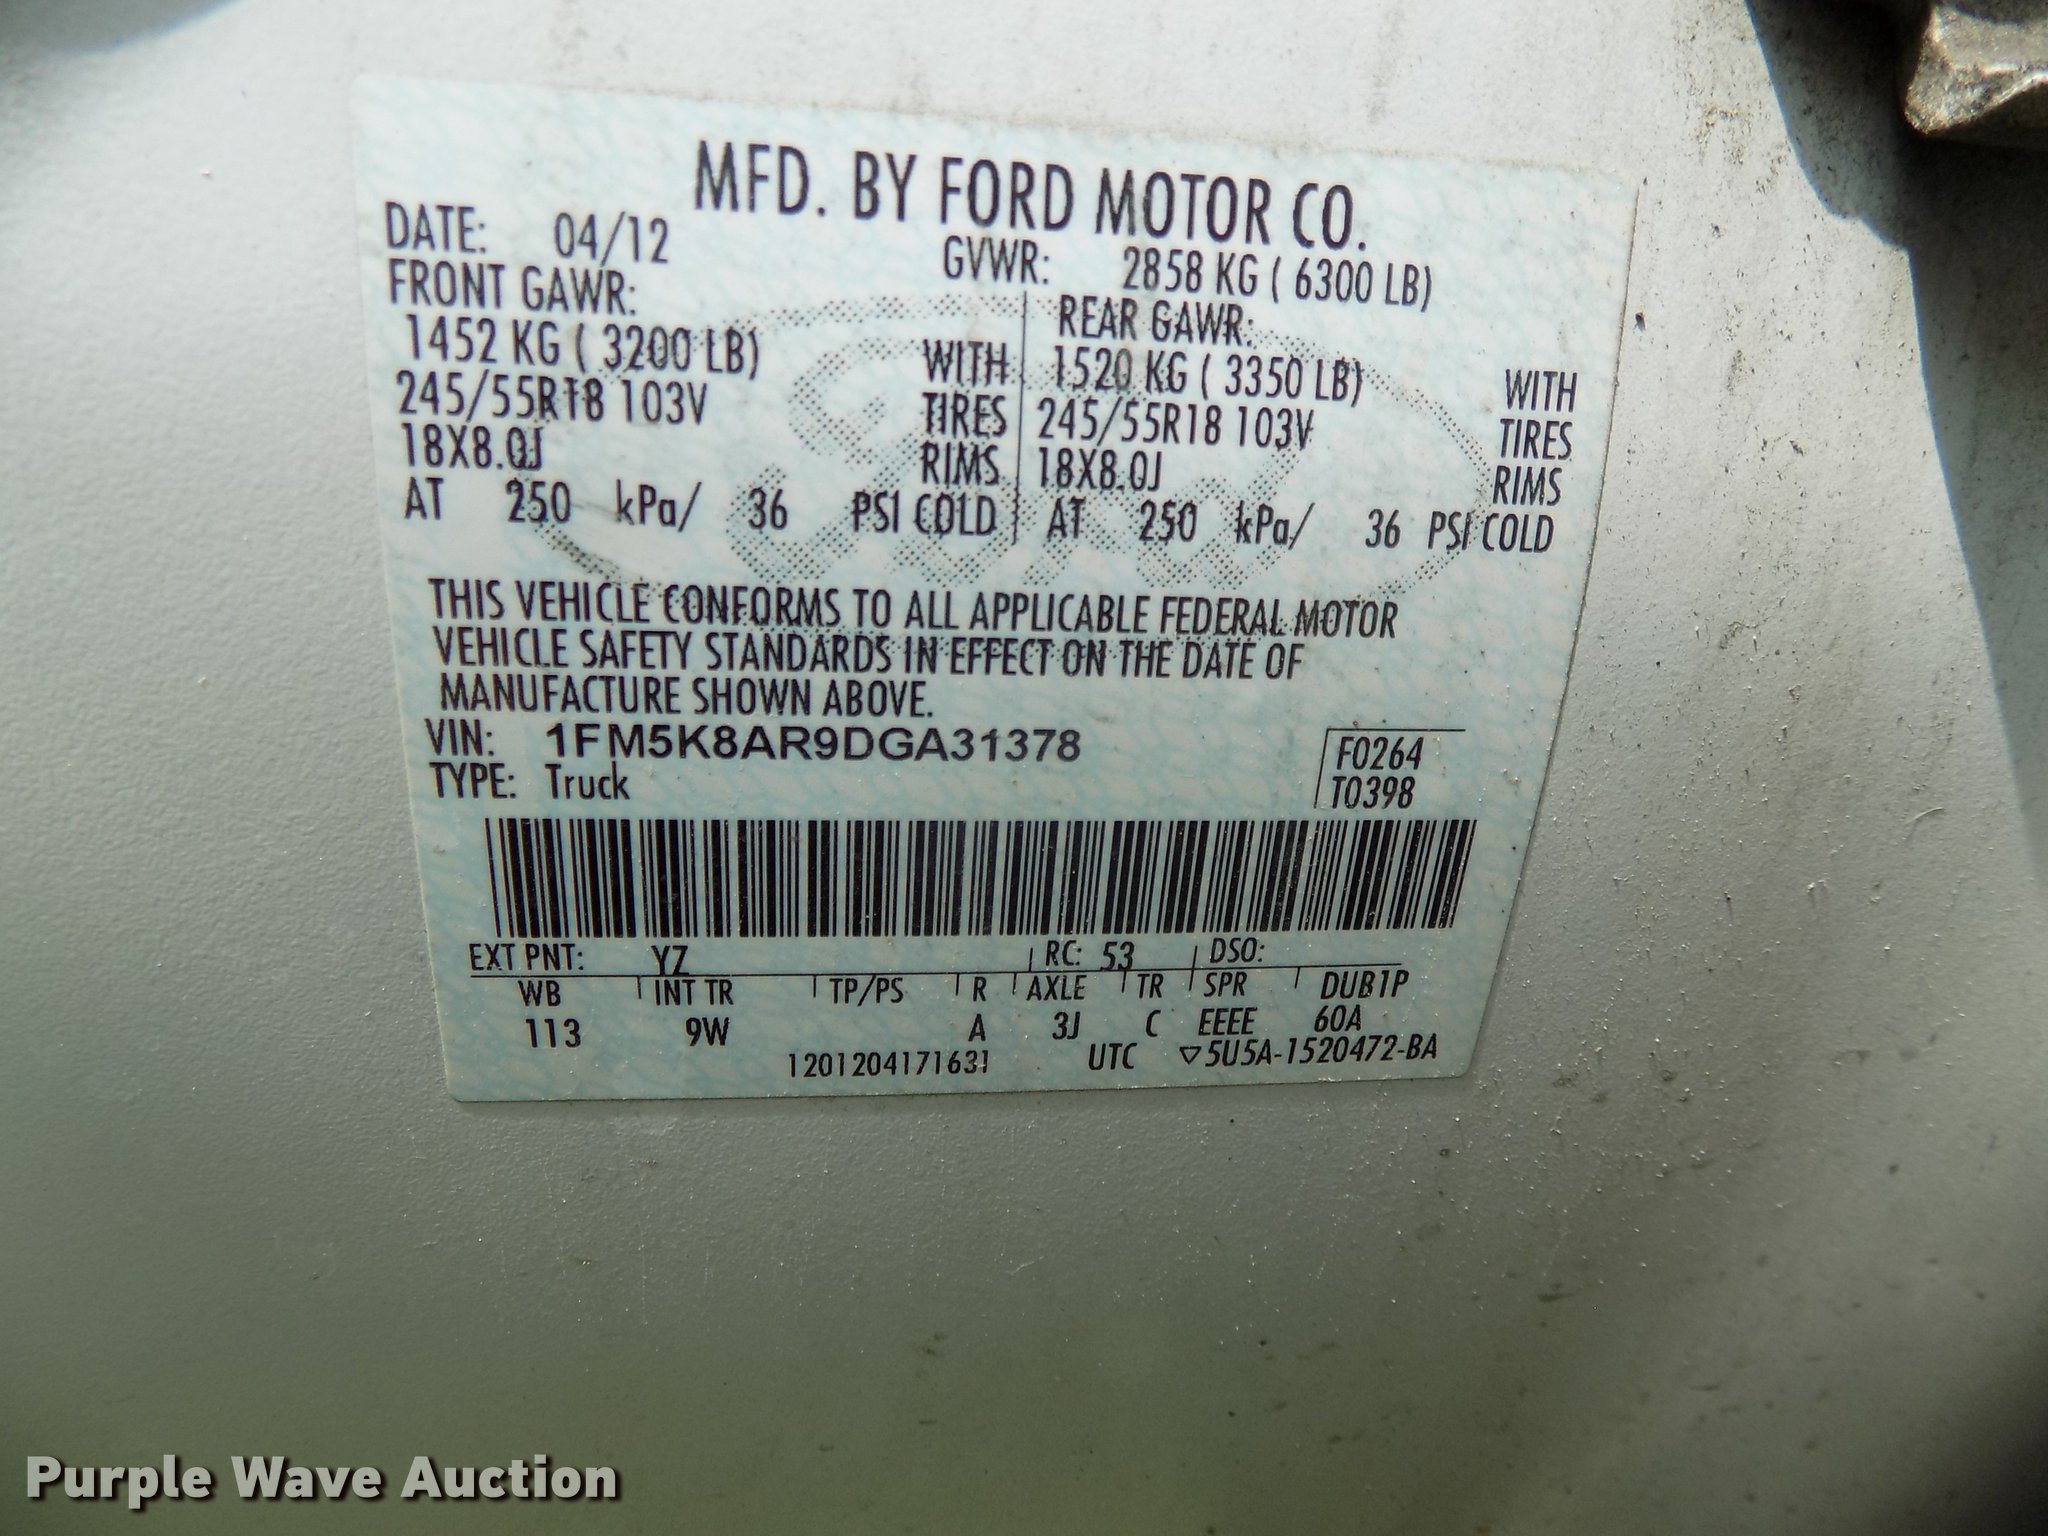 MFD. BY FORD MOTOR CO.
DATE: 04/12 GVWR: 2858 KG ( 6300 LB)
FRONT GAWR: REAR GAWR:
1452 KG ( 3200 LB) WITH 1520 KG ( 3350 LB) WITH
245/55R18 103V TIRES 245/55R18 103V TIRES
18X8.0J RIMS 18X8.0J RIMS
AT 250 kPa/ 36 PSI COLD AT 250 kPa/ 36 PSI COLD
THIS VEHICLE CONFORMS TO ALL APPLICABLE FEDERAL MOTOR
VEHICLE SAFETY STANDARDS IN EFFECT ON THE DATE OF
MANUFACTURE SHOWN ABOVE.
VIN: 1FM5K8AR9DGA31378 F0264
TYPE: Truck T0398
EXT PNT: YZ RC: 53 DSO:
WB INT TR TP/PS R AXLE TR SPR DUB1P
113 9W A 3J C EEEE 60A
1201204171631 UTC ▽5U5A-1520472-BA
Purple Wave Auction